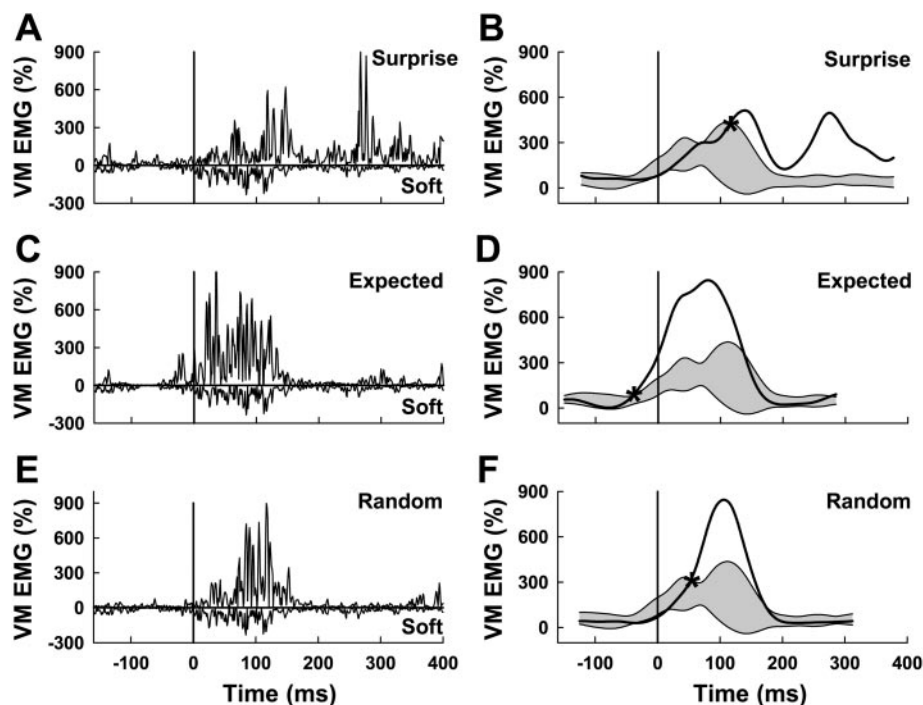 A
VM EMG (%)
900
600
300
0
-300
Surprise
Soft
B
VM EMG (%)
900
600
300
0
Surprise
C
VM EMG (%)
900
600
300
0
-300
Expected
Soft
D
VM EMG (%)
900
600
300
0
Expected
E
VM EMG (%)
900
600
300
0
-300
Random
Soft
-100 0 100 200 300 400
Time (ms)
F
VM EMG (%)
900
600
300
0
Random
-100 0 100 200 300 400
Time (ms)